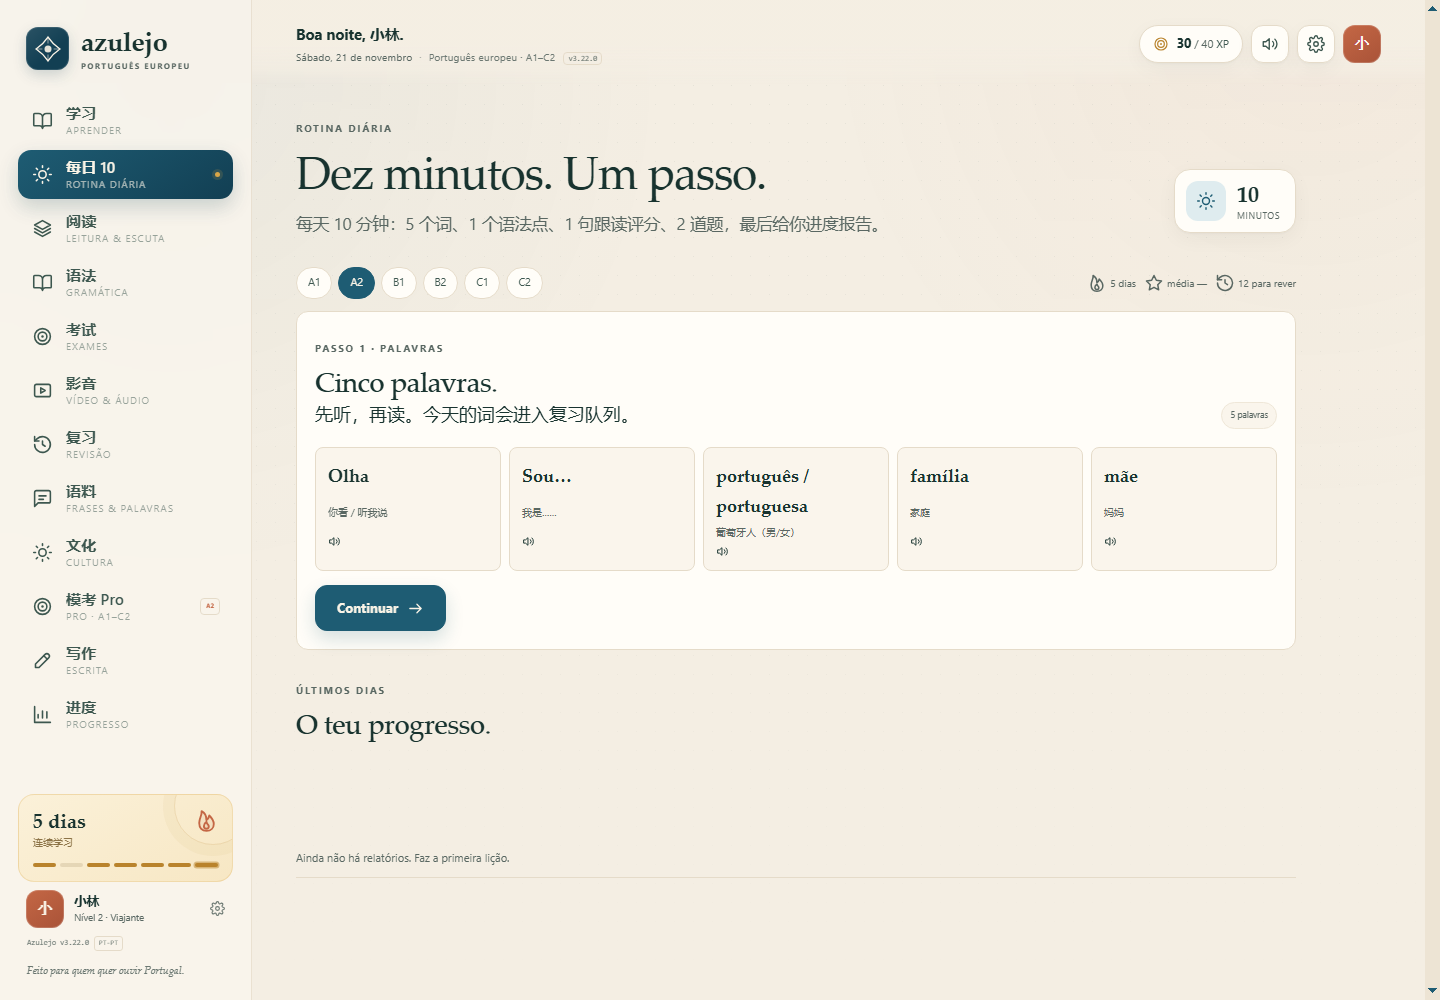 azulejo
PORTUGUÊS EUROPEU
学习
APRENDER
每日 10
ROTINA DIÁRIA
阅读
LEITURA & ESCUTA
语法
GRAMÁTICA
考试
EXAMES
影音
VÍDEO & ÁUDIO
复习
REVISÃO
语料
FRASES & PALAVRAS
文化
CULTURA
模考 Pro
PRO · A1–C2
A2
写作
ESCRITA
进度
PROGRESSO
5 dias
连续学习
小
小林
Nível 2 · Viajante
Azulejo v3.22.0 PT-PT
Feito para quem quer ouvir Portugal.
Boa noite, 小林.
Sábado, 21 de novembro · Português europeu · A1–C2 v3.22.0
30 / 40 XP
小
ROTINA DIÁRIA
Dez minutos. Um passo.
每天 10 分钟：5 个词、1 个语法点、1 句跟读评分、2 道题，最后给你进度报告。
10
MINUTOS
A1 A2 B1 B2 C1 C2
5 dias média — 12 para rever
PASSO 1 · PALAVRAS
Cinco palavras.
先听，再读。今天的词会进入复习队列。
5 palavras
Olha
你看 / 听我说
Sou…
我是……
português /
portuguesa
葡萄牙人（男/女）
família
家庭
mãe
妈妈
Continuar
ÚLTIMOS DIAS
O teu progresso.
Ainda não há relatórios. Faz a primeira lição.